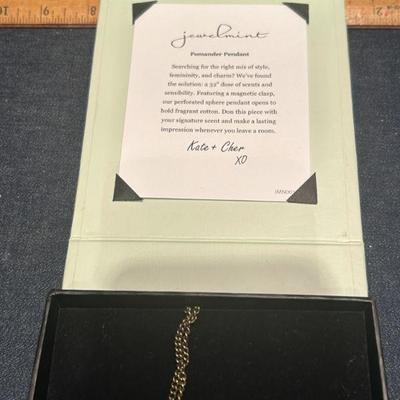 jewelmint
Pomander Pendant
Searching for the right mix of style,
femininity, and charm? We've found
the solution: a 32" dose of scents and
sensibility. Featuring a magnetic clasp,
our perforated sphere pendant opens to
hold fragrant cotton. Don this piece with
your signature scent and make a lasting
impression whenever you leave a room.
Kate + Cher
XO